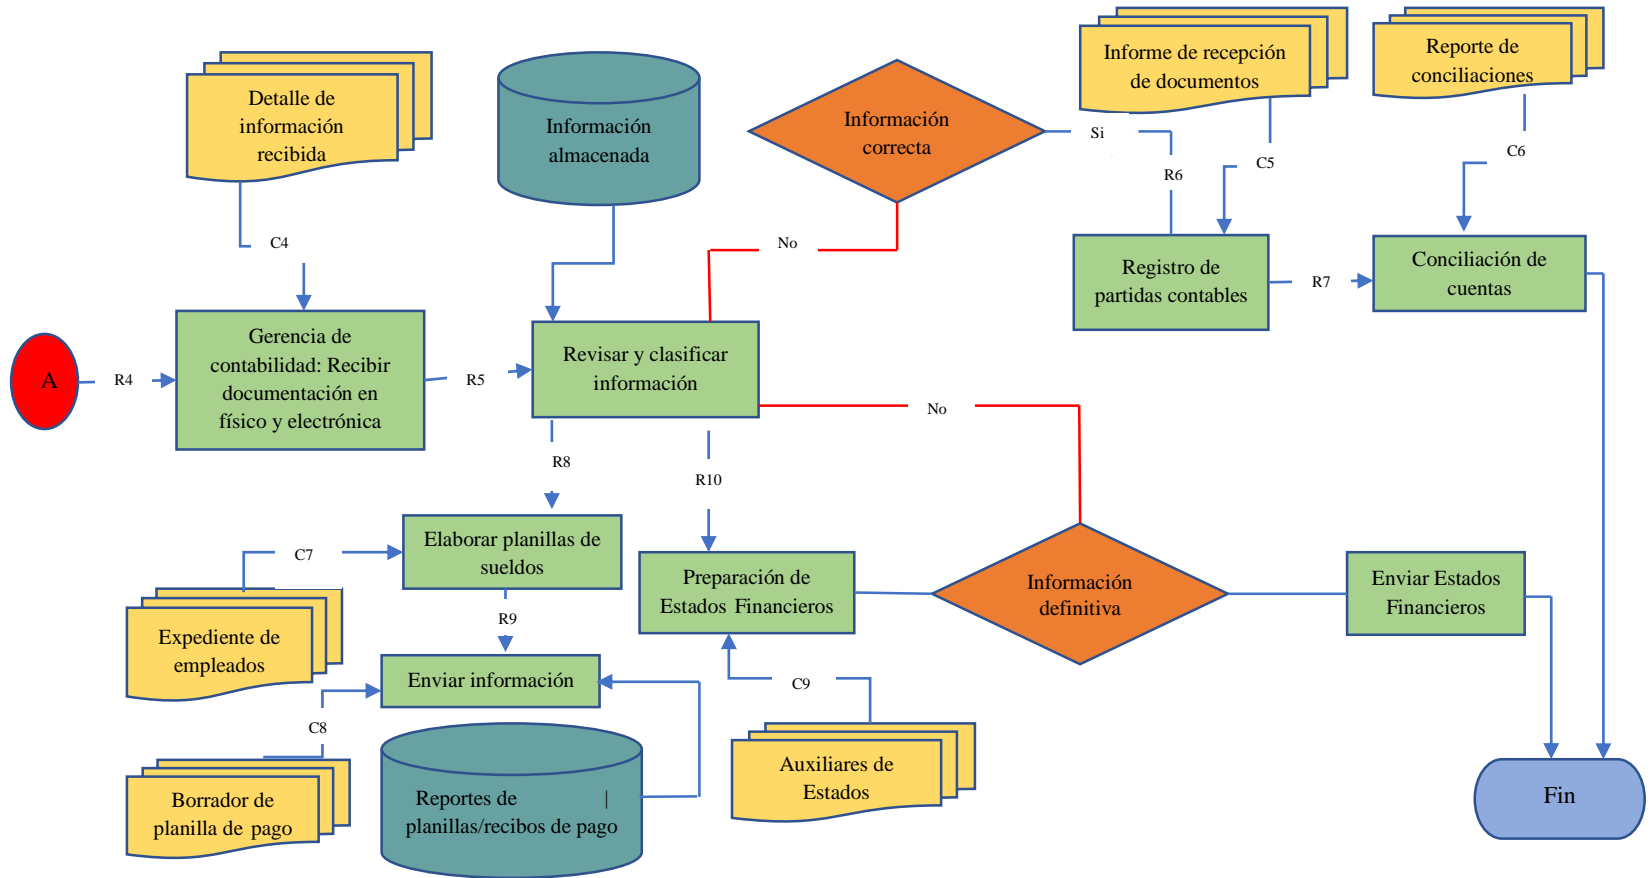 Informe de recepción
de documentos
Reporte de
conciliaciones
Detalle de
información
recibida
Información
almacenada
Información
correcta
Si
R6
C5
C6
C4
No
Registro de
partidas contables
R7
Conciliación de
cuentas
A
R4
Gerencia de
contabilidad: Recibir
documentación en
físico y electrónica
R5
Revisar y clasificar
información
No
R8
R10
C7
Elaborar planillas de
sueldos
Preparación de
Estados Financieros
Información
definitiva
Enviar Estados
Financieros
R9
Expediente de
empleados
Enviar información
C9
C8
Borrador de
planilla de pago
Reportes de |
planillas/recibos de pago
Auxiliares de
Estados
Fin